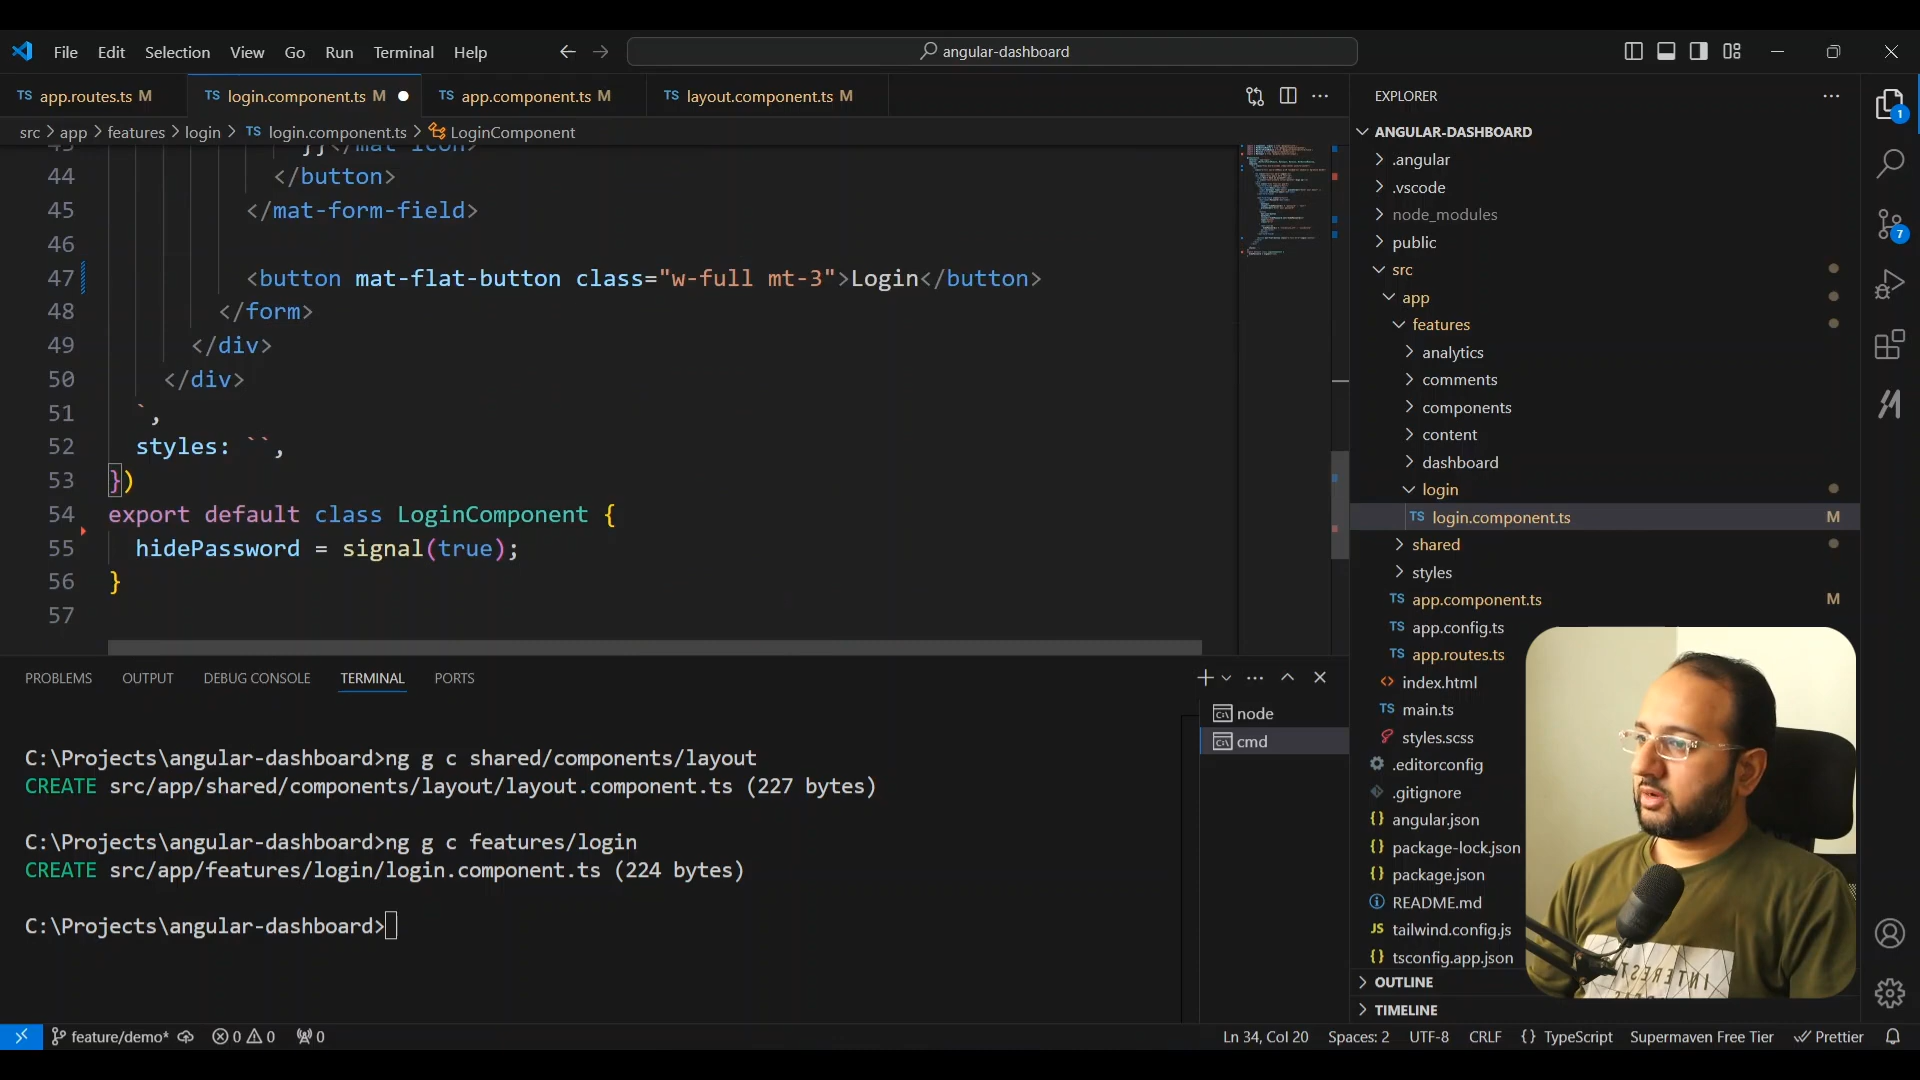 File Edit Selection View Go Run Terminal Help
angular-dashboard
TS app.routes.ts M
TS login.component.ts M
TS app.component.ts M
TS layout.component.ts M
src > app > features > login > TS login.component.ts > LoginComponent
43 }}</mat-icon>
44 </button>
45 </mat-form-field>
46
47 <button mat-flat-button class="w-full mt-3">Login</button>
48 </form>
49 </div>
50 </div>
51 `,
52 styles: ``,
53 })
54 export default class LoginComponent {
55 hidePassword = signal(true);
56 }
57
PROBLEMS OUTPUT DEBUG CONSOLE TERMINAL PORTS
C:\Projects\angular-dashboard>ng g c shared/components/layout
CREATE src/app/shared/components/layout/layout.component.ts (227 bytes)
C:\Projects\angular-dashboard>ng g c features/login
CREATE src/app/features/login/login.component.ts (224 bytes)
C:\Projects\angular-dashboard>
node
cmd
EXPLORER
ANGULAR-DASHBOARD
.angular
.vscode
node_modules
public
src
app
features
analytics
comments
components
content
dashboard
login
TS login.component.ts M
shared
styles
TS app.component.ts M
TS app.config.ts
TS app.routes.ts
<> index.html
TS main.ts
styles.scss
.editorconfig
.gitignore
{} angular.json
{} package-lock.json
{} package.json
README.md
JS tailwind.config.js
{} tsconfig.app.json
OUTLINE
TIMELINE
1
7
feature/demo* 0 0 0
Ln 34, Col 20 Spaces: 2 UTF-8 CRLF {} TypeScript Supermaven Free Tier Prettier